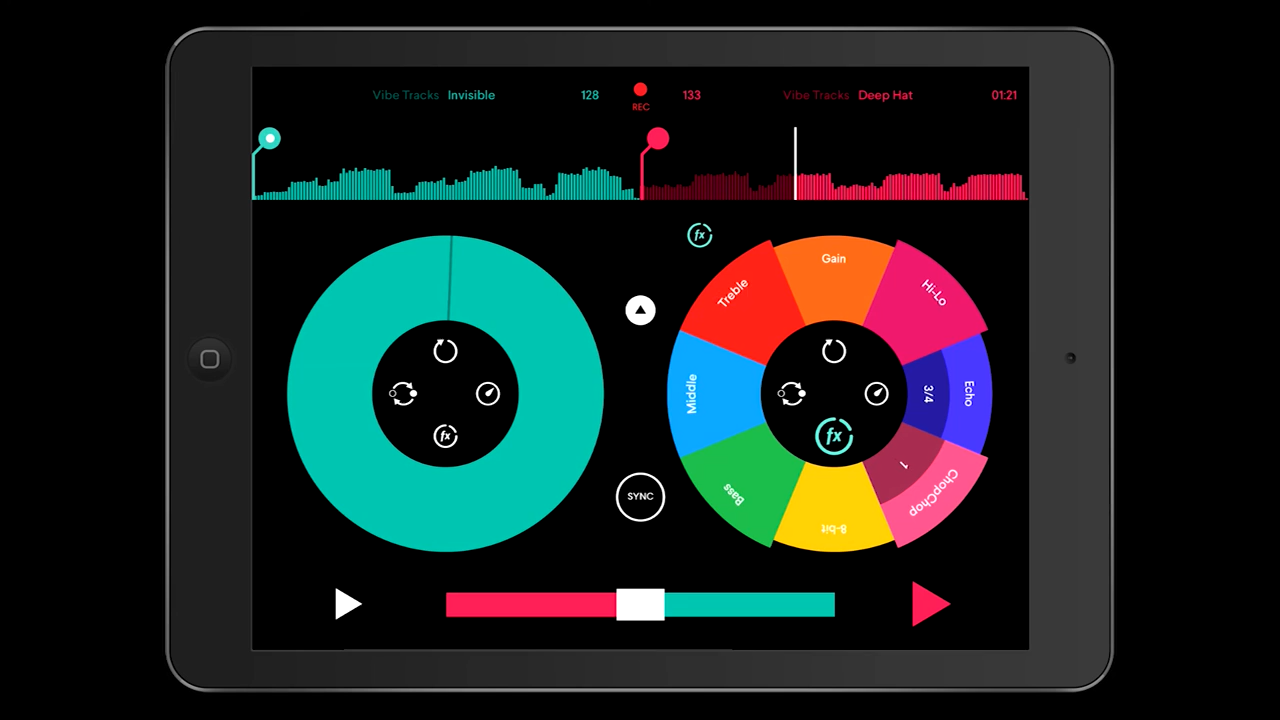 Vibe Tracks Invisible 128
REC
133 Vibe Tracks Deep Hat 01:21
fx
Gain
Treble
Hi-Lo
Middle
3/4 Echo
fx
fx
1
ChopChop
Bass
8-bit
SYNC